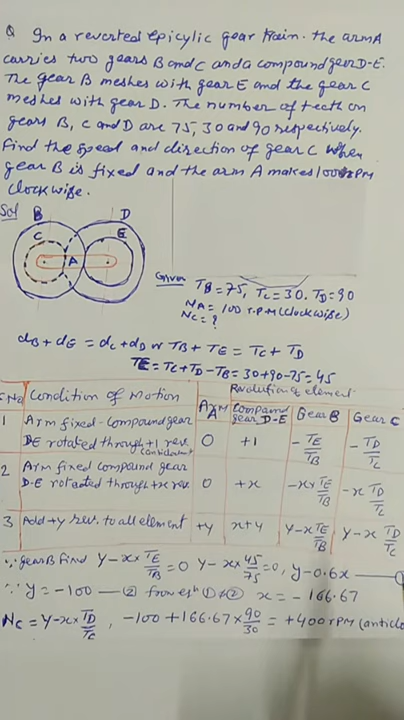 Q In a reverted epicylic gear train. the arm A
carries two gears B and C and a compound gear D-E.
The gear B meshes with gear E and the gear C
meshes with gear D. The number of teeth on
gears B, C and D are 75, 30 and 90 respectively.
Find the speed and direction of gear C when
gear B is fixed and the arm A makes 100 rPM
clockwise.
Sol B D
C E
A
Given TB=75, TC=30. TD=90
NA=100 r.p.m (clockwise)
NC=?
dB+dE = dC+dD or TB+TE = TC+TD
TE = TC+TD-TB = 30+90-75 = 45
S.No Condition of Motion Revolution of element
Arm A Compound gear D-E Gear B Gear C
1 Arm fixed - compound gear DE rotated through +1 rev. 0 +1 -TE/TB -TD/TC
2 Arm fixed compound gear D-E rotated through +x rev. 0 +x -x TE/TB -x TD/TC
3 Add +y rev. to all element +y x+y y-x TE/TB y-x TD/TC
∵ gear B fixed y-x× TE/TB =0 y-x× 45/75 =0, y-0.6x — 1
∵ y=-100 — 2 from eqn 1 & 2 x = -166.67
NC = y-x× TD/TC, -100+166.67× 90/30 = +400 rPM (anticlo